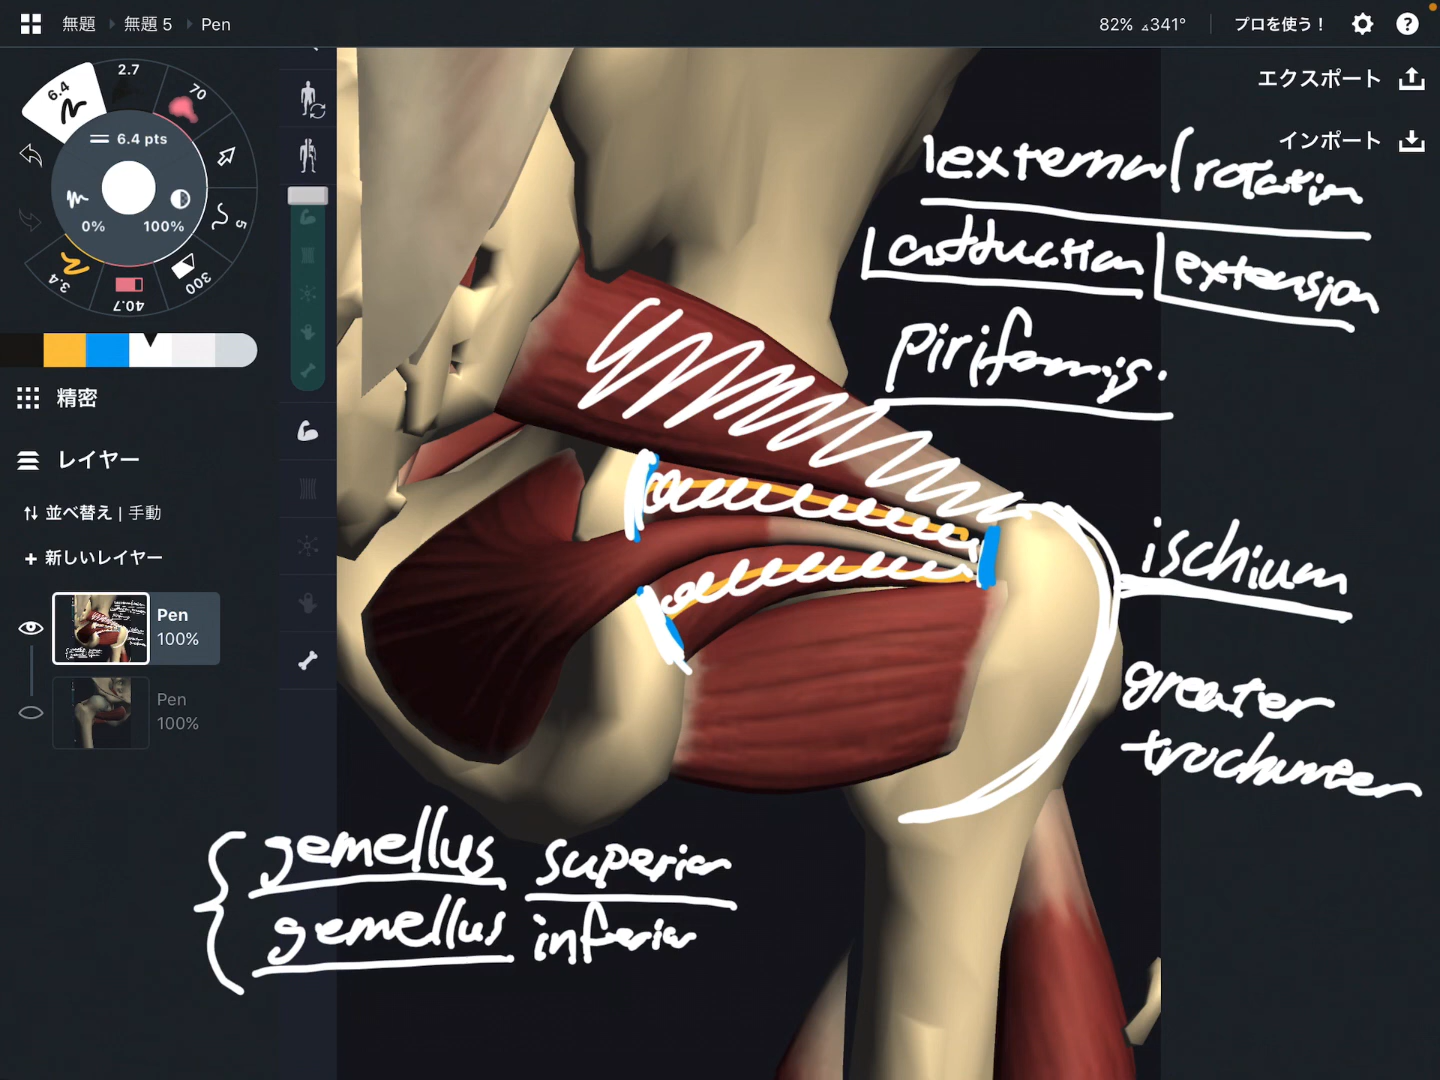 無題 無題 5 Pen
82% ⊿341° プロを使う！
エクスポート
インポート
2.7
6.4
70
6.4 pts
0% 100%
5
300
40.7
3.4
精密
レイヤー
並べ替え | 手動
+ 新しいレイヤー
Pen
100%
Pen
100%
external rotation
adduction extension
piriformis.
ischium
greater
trochanter
gemellus superior
gemellus inferior